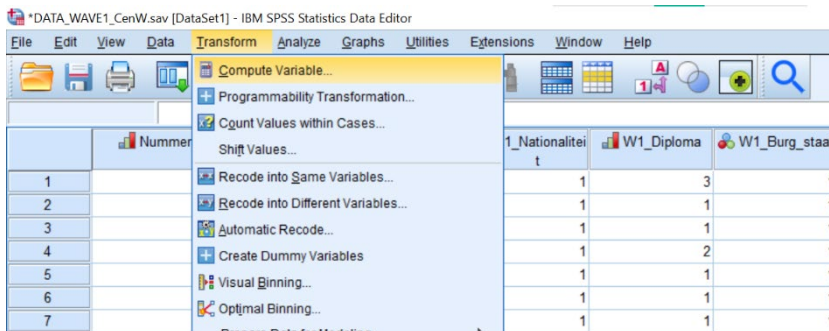 *DATA_WAVE1_CenW.sav [DataSet1] - IBM SPSS Statistics Data Editor
File Edit View Data Transform Analyze Graphs Utilities Extensions Window Help
Compute Variable...
Programmability Transformation...
Count Values within Cases...
Shift Values...
Recode into Same Variables...
Recode into Different Variables...
Automatic Recode...
Create Dummy Variables
Visual Binning...
Optimal Binning...
Nummer 1_Nationalitei t W1_Diploma W1_Burg_staa
1 1 3
2 1 1
3 1 1
4 1 2
5 1 1
6 1 1
7 1 1